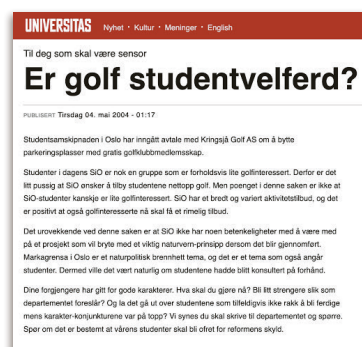 UNIVERSITAS Nyhet • Kultur • Meninger • English
Til deg som skal være sensor
Er golf studentvelferd?
PUBLISERT Tirsdag 04. mai 2004 - 01:17
Studentsamskipnaden i Oslo har inngått avtale med Kringsjå Golf AS om å bytte
parkeringsplasser med gratis golfklubbmedlemsskap.
Studenter i dagens SiO er nok en gruppe som er forholdsvis lite golfinteressert. Derfor er det
litt pussig at SiO ønsker å tilby studentene nettopp golf. Men poenget i denne saken er ikke at
SiO-studenter kanskje er lite golfinteressert. SiO har et bredt og variert aktivitetstilbud, og det
er positivt at også golfinteresserte nå skal få et rimelig tilbud.
Det urovekkende ved denne saken er at SiO ikke har noen betenkeligheter med å være med
på et prosjekt som vil bryte med et viktig naturvern-prinsipp dersom det blir gjennomført.
Markagrensa i Oslo er et naturpolitisk brennhett tema, og det er et tema som også angår
studenter. Dermed ville det vært naturlig om studentene hadde blitt konsultert på forhånd.
Dine forgjengere har gitt for gode karakterer. Hva skal du gjøre nå? Bli litt strengere slik som
departementet foreslår? Og la det gå ut over studentene som tilfeldigvis ikke rakk å bli ferdige
mens karakter-konjunkturene var på topp? Vi synes du skal skrive til departementet og spørre.
Spør om det er bestemt at vårens studenter skal bli ofret for reformens skyld.